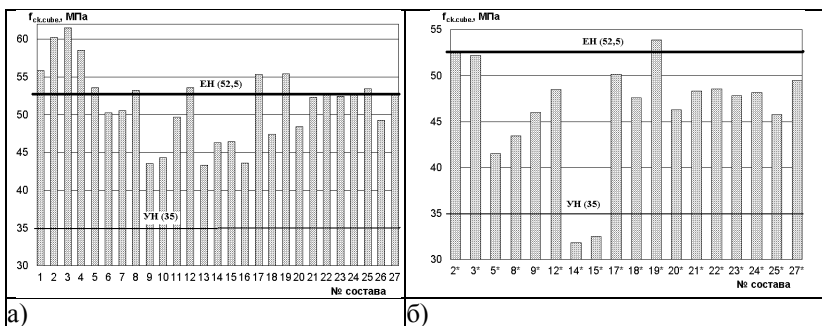 f ck.cube., МПа
60
55
50
45
40
35
30
ЕН (52,5)
УН (35)
1 2 3 4 5 6 7 8 9 10 11 12 13 14 15 16 17 18 19 20 21 22 23 24 25 26 27
№ состава
а)
f ck.cube., МПа
55
50
45
40
35
30
ЕН (52,5)
УН (35)
2* 3* 5* 8* 9* 12* 14* 15* 17* 18* 19* 20* 21* 22* 23* 24* 25* 27*
№ состава
б)